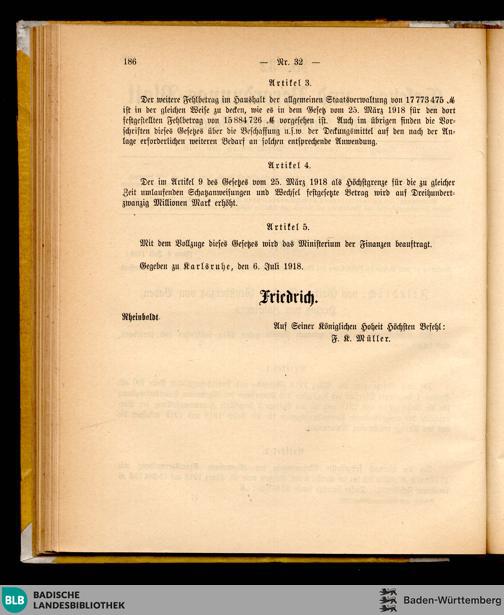 186 — Nr. 32 —
Artikel 3.
Der weitere Fehlbetrag im Haushalt der allgemeinen Staatsverwaltung von 17 773 475 ℳ
ist in der gleichen Weise zu decken, wie es in dem Gesetz vom 25. März 1918 für den dort
festgestellten Fehlbetrag von 15 884 726 ℳ vorgesehen ist. Auch im übrigen finden die Vor-
schriften dieses Gesetzes über die Beschaffung u.s.w. der Deckungsmittel auf den nach der An-
lage erforderlichen weiteren Bedarf an solchen entsprechende Anwendung.
Artikel 4.
Der im Artikel 9 des Gesetzes vom 25. März 1918 als Höchstgrenze für die zu gleicher
Zeit umlaufenden Schatzanweisungen und Wechsel festgesetzte Betrag wird auf Dreihundert-
zwanzig Millionen Mark erhöht.
Artikel 5.
Mit dem Vollzuge dieses Gesetzes wird das Ministerium der Finanzen beauftragt.
Gegeben zu Karlsruhe, den 6. Juli 1918.
Friedrich.
Rheinboldt.
Auf Seiner Königlichen Hoheit Höchsten Befehl:
F. K. Müller.
BLB BADISCHE
LANDESBIBLIOTHEK
Baden-Württemberg